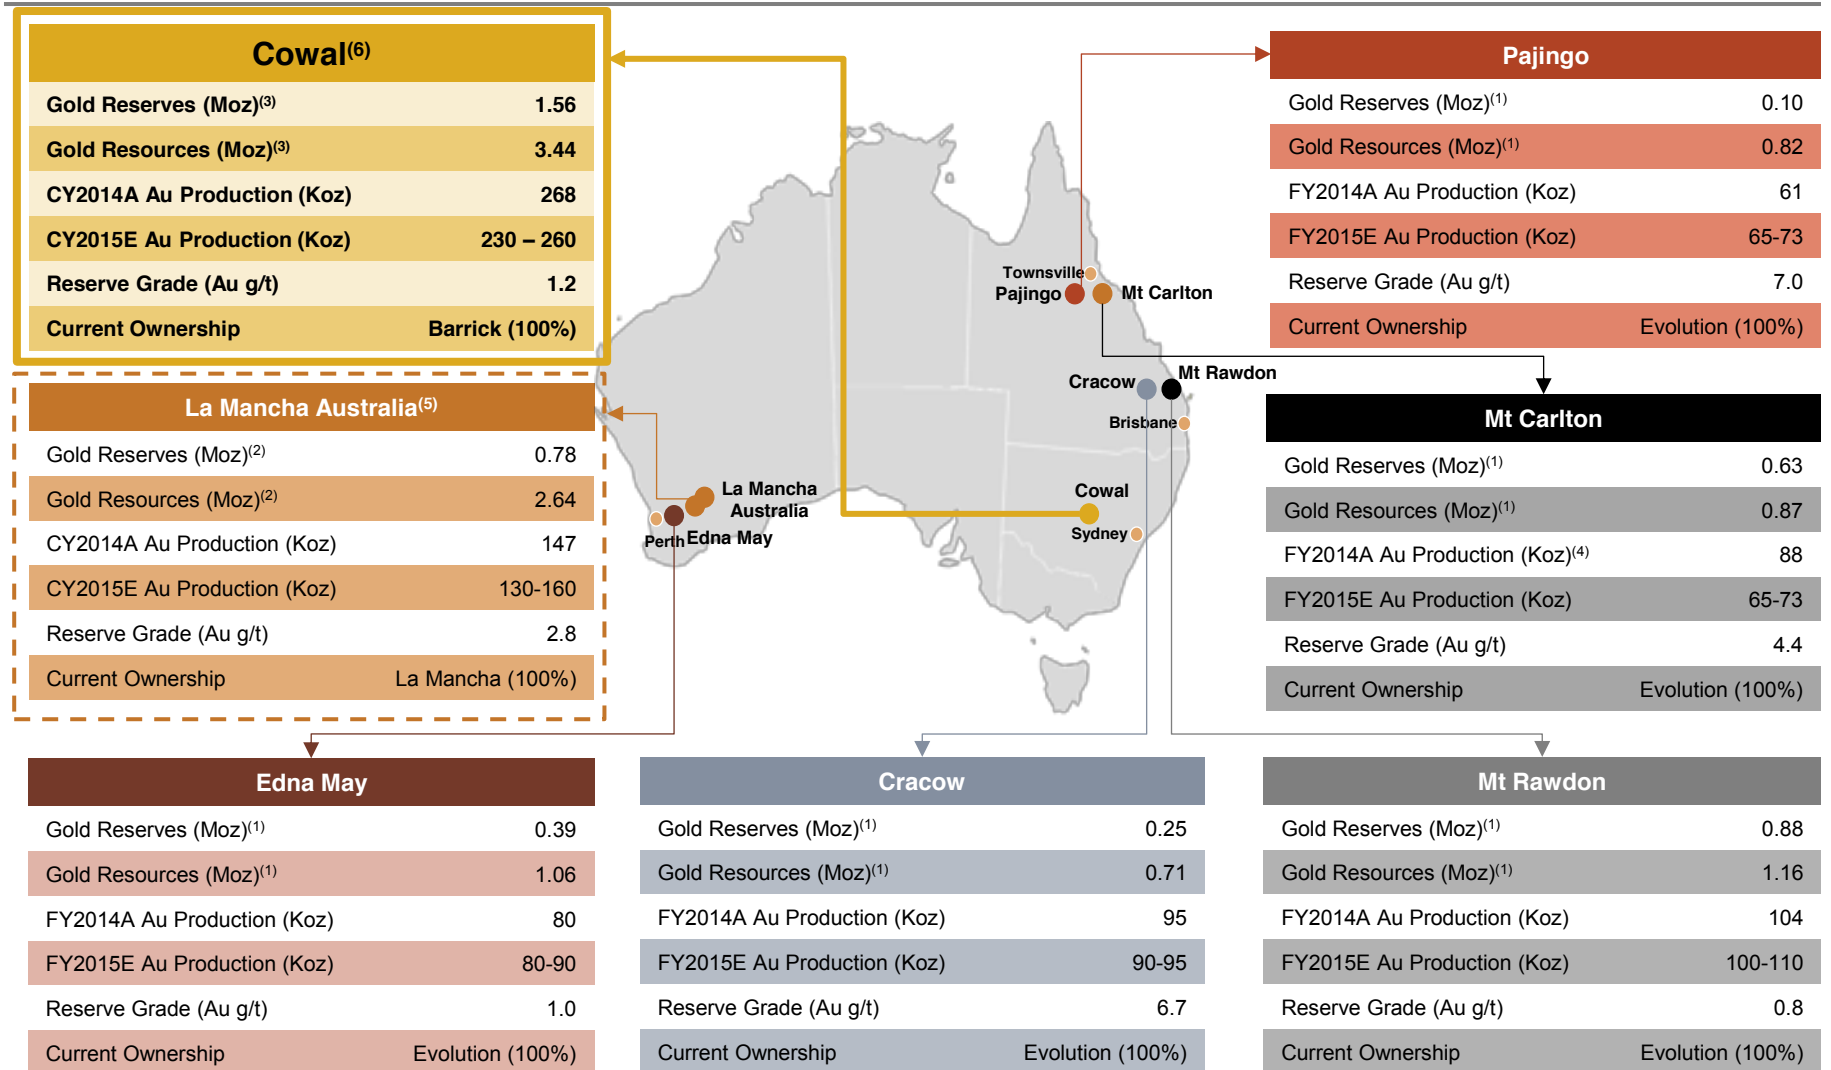 Cowal(6)
Gold Reserves (Moz)(3) 1.56
Gold Resources (Moz)(3) 3.44
CY2014A Au Production (Koz) 268
CY2015E Au Production (Koz) 230 – 260
Reserve Grade (Au g/t) 1.2
Current Ownership Barrick (100%)
La Mancha Australia(5)
Gold Reserves (Moz)(2) 0.78
Gold Resources (Moz)(2) 2.64
CY2014A Au Production (Koz) 147
CY2015E Au Production (Koz) 130-160
Reserve Grade (Au g/t) 2.8
Current Ownership La Mancha (100%)
Townsville
Pajingo
Mt Carlton
Cracow
Mt Rawdon
Brisbane
La Mancha
Australia
Perth
Edna May
Cowal
Sydney
Pajingo
Gold Reserves (Moz)(1) 0.10
Gold Resources (Moz)(1) 0.82
FY2014A Au Production (Koz) 61
FY2015E Au Production (Koz) 65-73
Reserve Grade (Au g/t) 7.0
Current Ownership Evolution (100%)
Mt Carlton
Gold Reserves (Moz)(1) 0.63
Gold Resources (Moz)(1) 0.87
FY2014A Au Production (Koz)(4) 88
FY2015E Au Production (Koz) 65-73
Reserve Grade (Au g/t) 4.4
Current Ownership Evolution (100%)
Edna May
Gold Reserves (Moz)(1) 0.39
Gold Resources (Moz)(1) 1.06
FY2014A Au Production (Koz) 80
FY2015E Au Production (Koz) 80-90
Reserve Grade (Au g/t) 1.0
Current Ownership Evolution (100%)
Cracow
Gold Reserves (Moz)(1) 0.25
Gold Resources (Moz)(1) 0.71
FY2014A Au Production (Koz) 95
FY2015E Au Production (Koz) 90-95
Reserve Grade (Au g/t) 6.7
Current Ownership Evolution (100%)
Mt Rawdon
Gold Reserves (Moz)(1) 0.88
Gold Resources (Moz)(1) 1.16
FY2014A Au Production (Koz) 104
FY2015E Au Production (Koz) 100-110
Reserve Grade (Au g/t) 0.8
Current Ownership Evolution (100%)